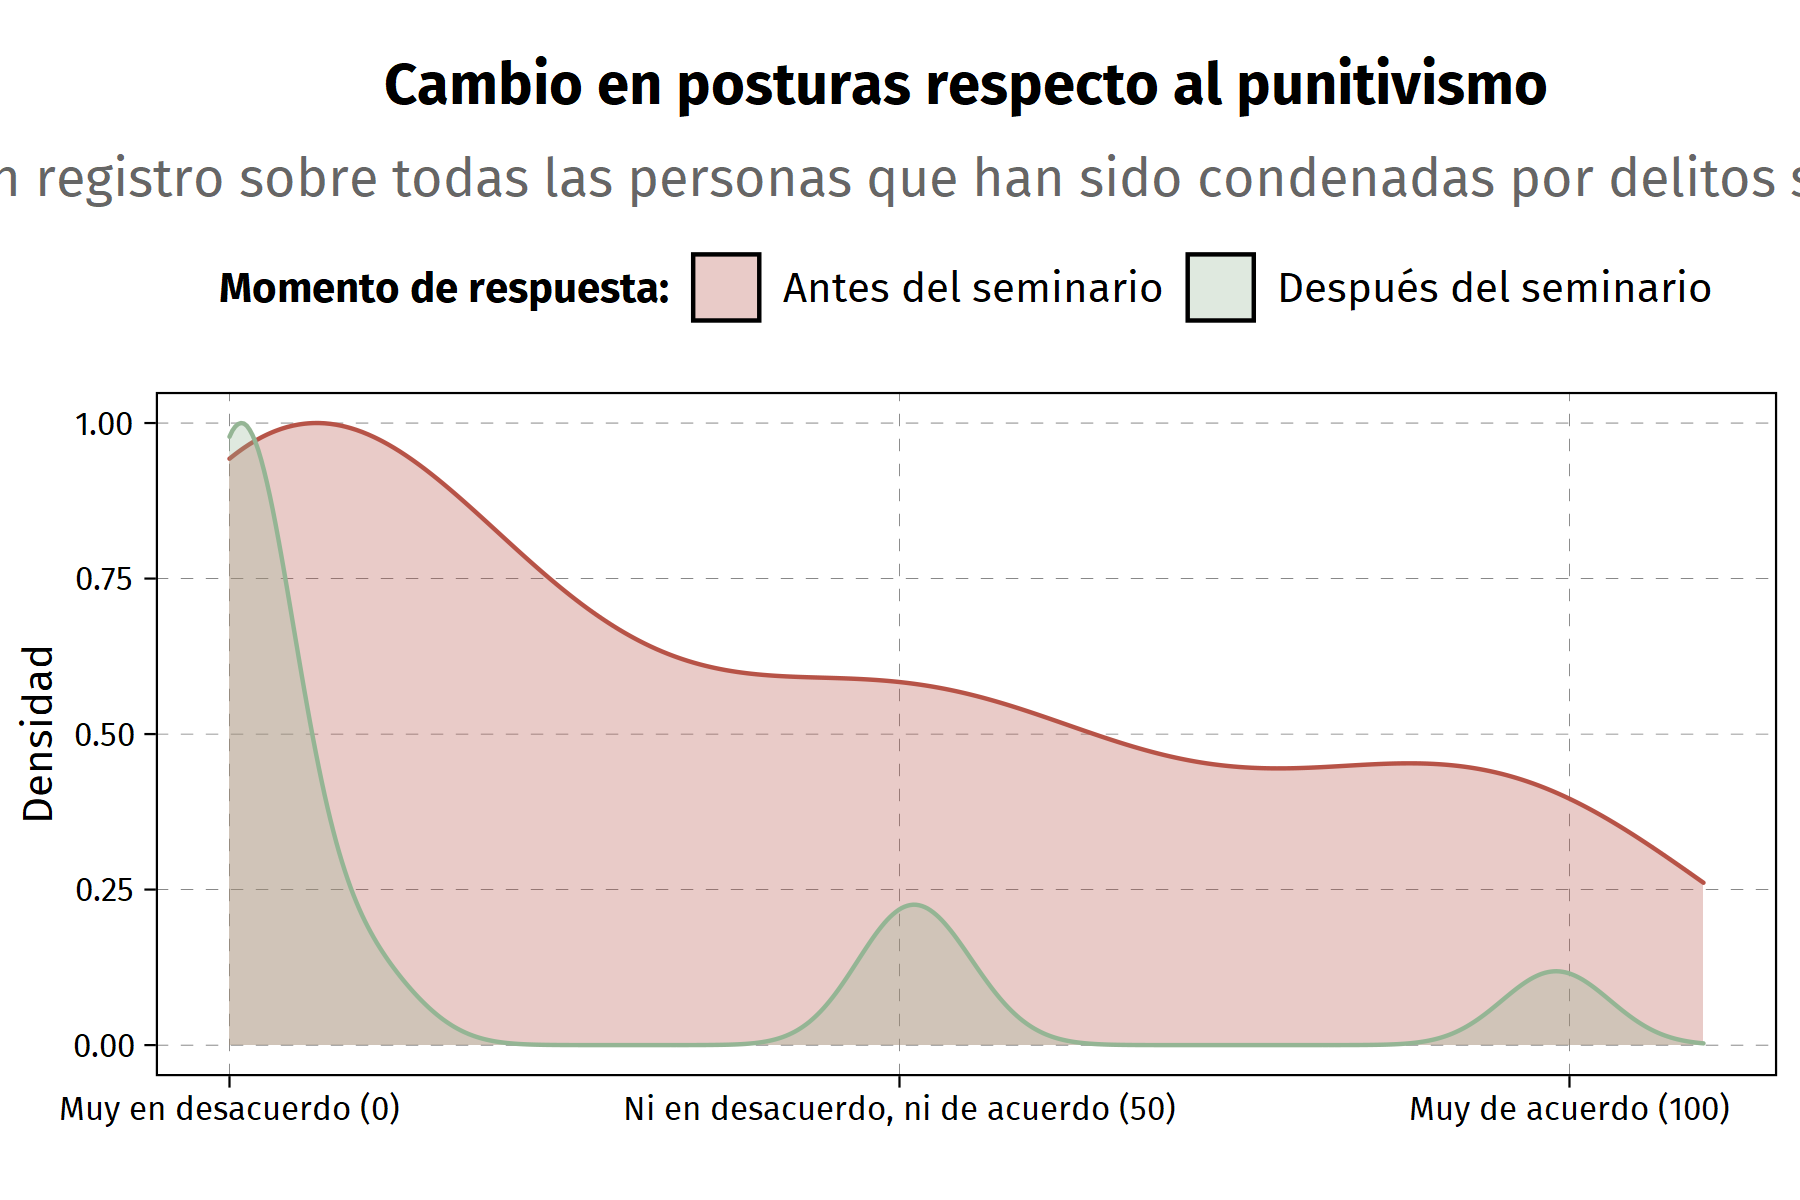 Cambio en posturas respecto al punitivismo
registro sobre todas las personas que han sido condenadas por delitos
Momento de respuesta: Antes del seminario Después del seminario
1.00
0.75
0.50
0.25
0.00
Densidad
Muy en desacuerdo (0) Ni en desacuerdo, ni de acuerdo (50) Muy de acuerdo (100)